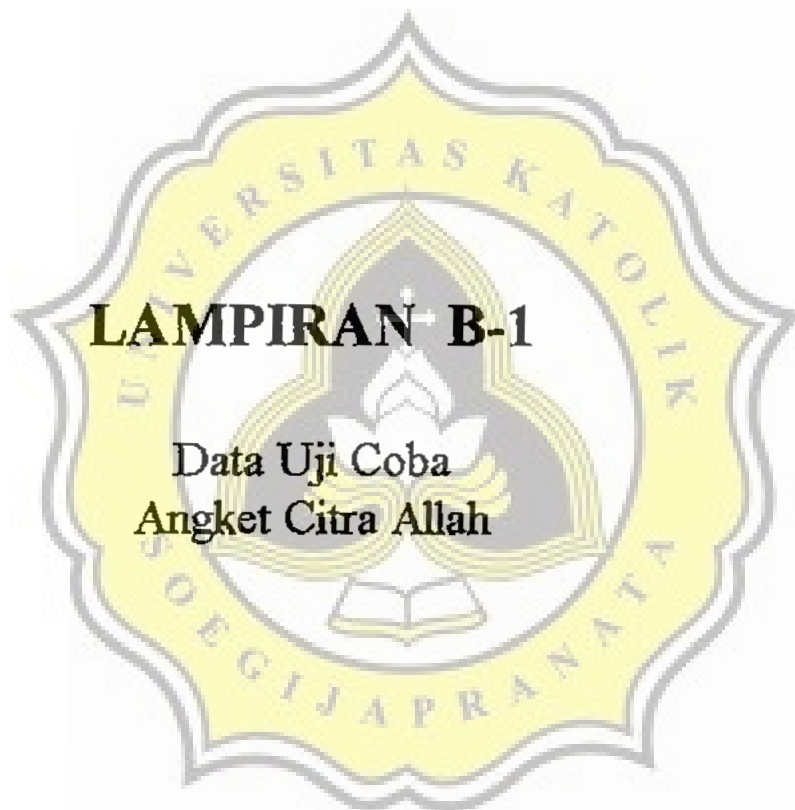 UNIVERSITAS KATOLIK
LAMPIRAN B-1
Data Uji Coba
Angket Citra Allah
SOEGIJAPRANATA